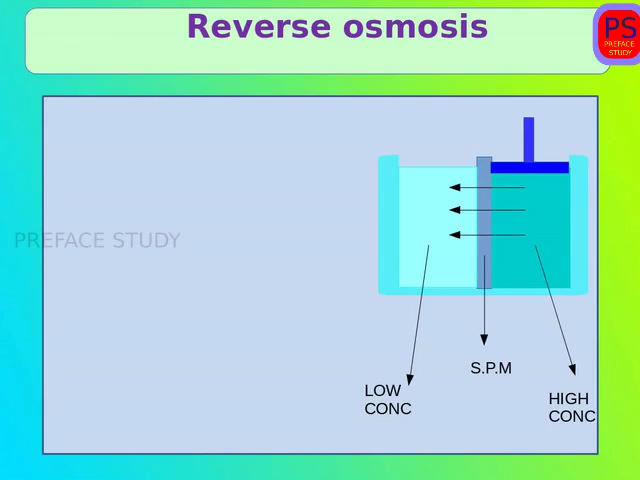 Reverse osmosis
PS
PREFACE
STUDY
PREFACE STUDY
S.P.M
LOW
CONC
HIGH
CONC